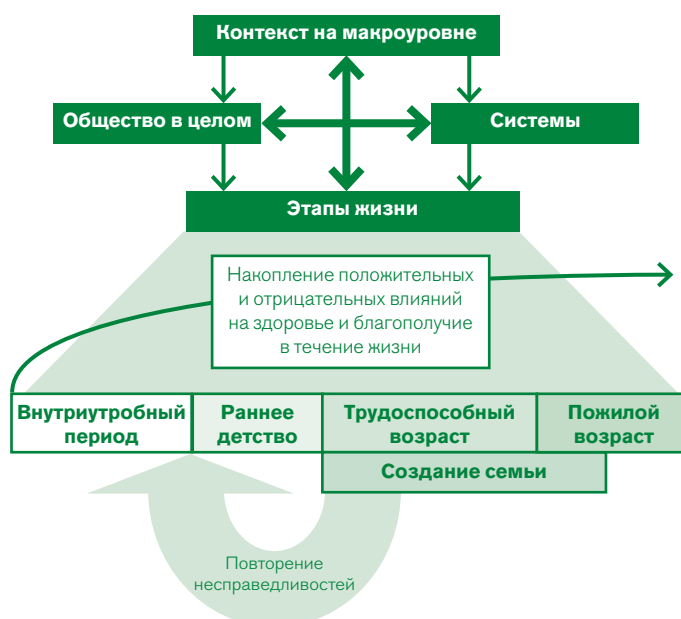 Контекст на макроуровне
Общество в целом
Системы
Этапы жизни
Накопление положительных
и отрицательных влияний
на здоровье и благополучие
в течение жизни
Внутриутробный
период
Раннее
детство
Трудоспособный
возраст
Пожилой
возраст
Создание семьи
Повторение
несправедливостей